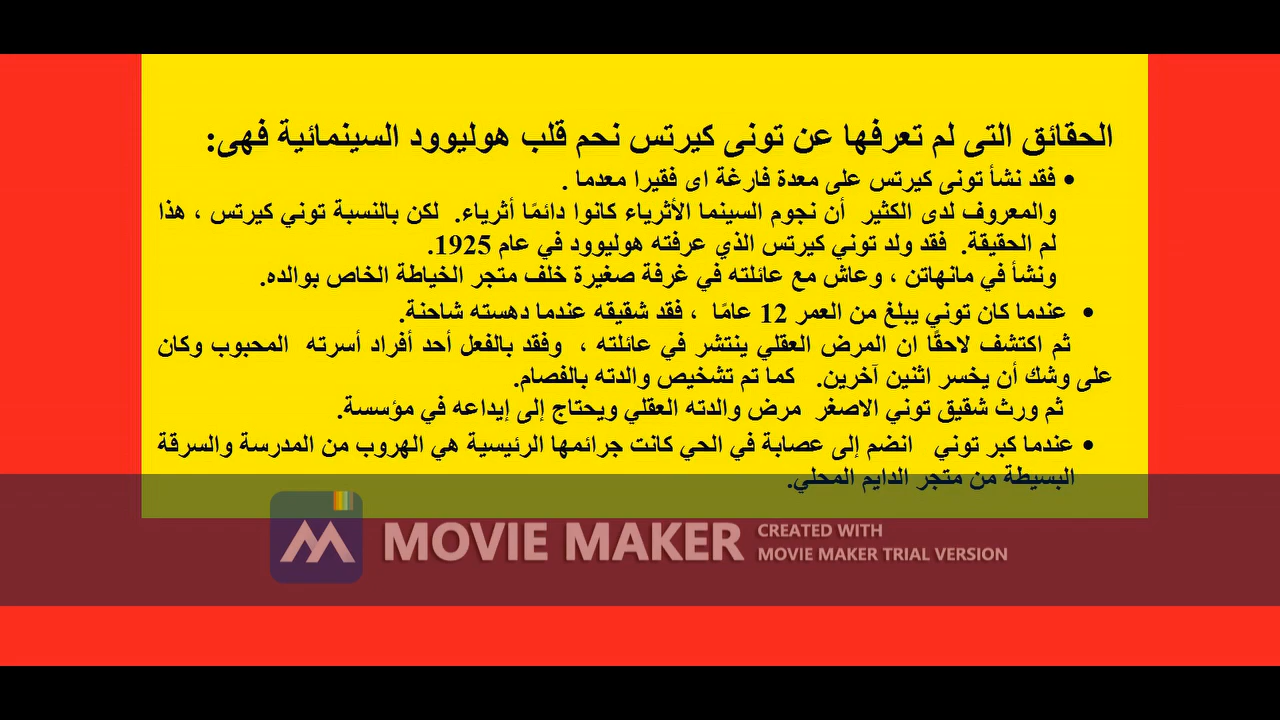 الحقائق التى لم تعرفها عن تونى كيرتس نحم قلب هوليوود السينمائية فهى:
• فقد نشأ تونى كيرتس على معدة فارغة اى فقيرا معدما .
والمعروف لدى الكثير أن نجوم السينما الأثرياء كانوا دائمًا أثرياء. لكن بالنسبة توني كيرتس ، هذا
لم الحقيقة. فقد ولد توني كيرتس الذي عرفته هوليوود في عام 1925.
ونشأ في مانهاتن ، وعاش مع عائلته في غرفة صغيرة خلف متجر الخياطة الخاص بوالده.
• عندما كان توني يبلغ من العمر 12 عامًا ، فقد شقيقه عندما دهسته شاحنة.
ثم اكتشف لاحقًا ان المرض العقلي ينتشر في عائلته ، وفقد بالفعل أحد أفراد أسرته المحبوب وكان
على وشك أن يخسر اثنين آخرين. كما تم تشخيص والدته بالفصام.
ثم ورث شقيق توني الاصغر مرض والدته العقلي ويحتاج إلى إيداعه في مؤسسة.
• عندما كبر توني انضم إلى عصابة في الحي كانت جرائمها الرئيسية هي الهروب من المدرسة والسرقة
البسيطة من متجر الدايم المحلي.
MOVIE MAKER
CREATED WITH
MOVIE MAKER TRIAL VERSION